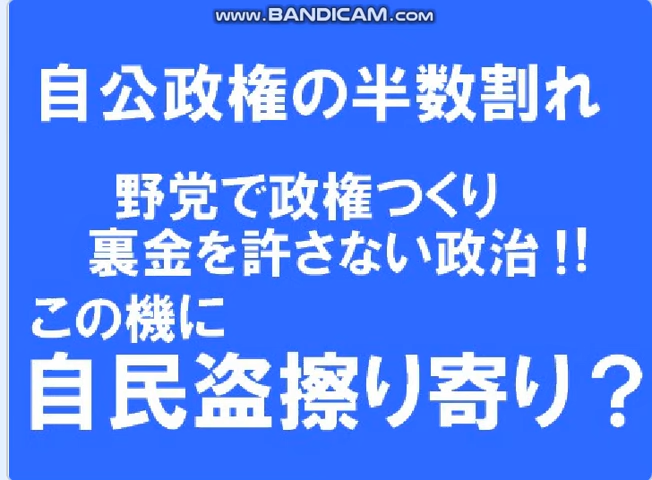 www.BANDICAM.com
自公政権の半数割れ
野党で政権つくり
裏金を許さない政治!!
この機に
自民盗擦り寄り？